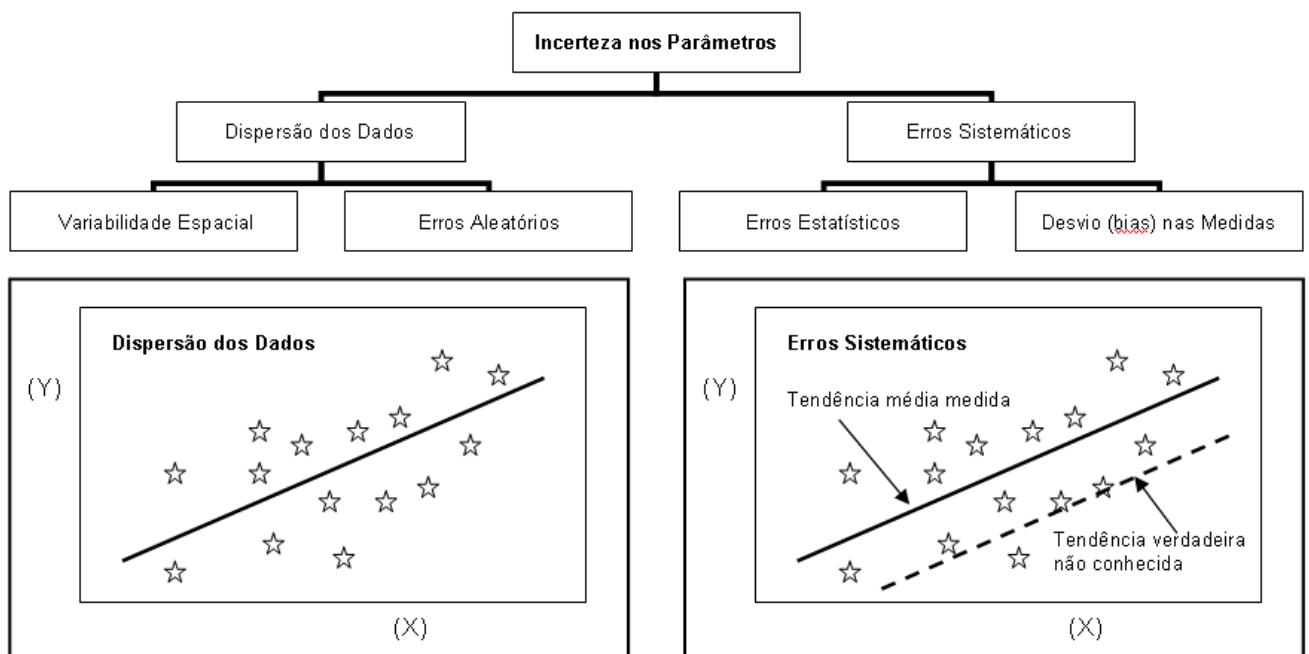 Incerteza nos Parâmetros
Dispersão dos Dados
Erros Sistemáticos
Variabilidade Espacial
Erros Aleatórios
Erros Estatísticos
Desvio (bias) nas Medidas
Dispersão dos Dados
(Y)
(X)
Erros Sistemáticos
(Y)
Tendência média medida
Tendência verdadeira
não conhecida
(X)